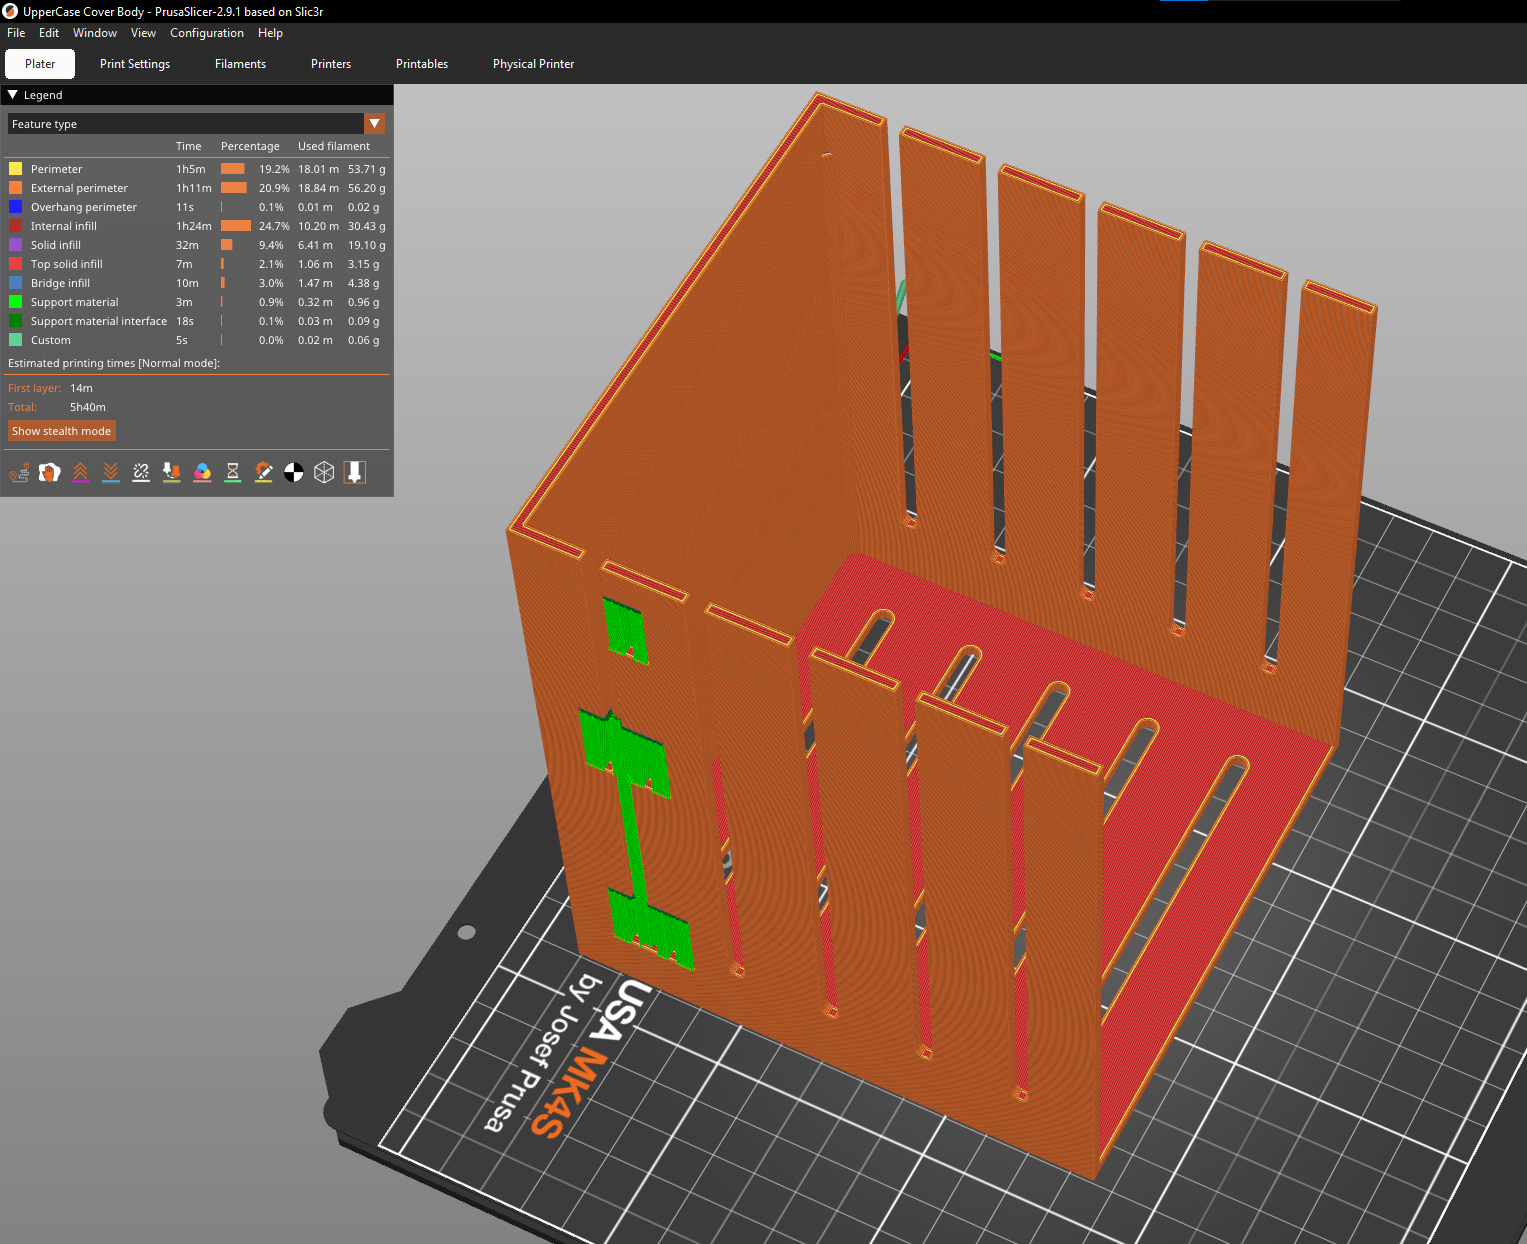 UpperCase Cover Body - PrusaSlicer-2.9.1 based on Slic3r
File Edit Window View Configuration Help
Plater Print Settings Filaments Printers Printables Physical Printer
Legend
Feature type
Time Percentage Used filament
Perimeter 1h5m 19.2% 18.01 m 53.71 g
External perimeter 1h11m 20.9% 18.84 m 56.20 g
Overhang perimeter 11s 0.1% 0.01 m 0.02 g
Internal infill 1h24m 24.7% 10.20 m 30.43 g
Solid infill 32m 9.4% 6.41 m 19.10 g
Top solid infill 7m 2.1% 1.06 m 3.15 g
Bridge infill 10m 3.0% 1.47 m 4.38 g
Support material 3m 0.9% 0.32 m 0.96 g
Support material interface 18s 0.1% 0.03 m 0.09 g
Custom 5s 0.0% 0.02 m 0.06 g
Estimated printing times [Normal mode]:
First layer: 14m
Total: 5h40m
Show stealth mode
USA MK4S
by Josef Prusa